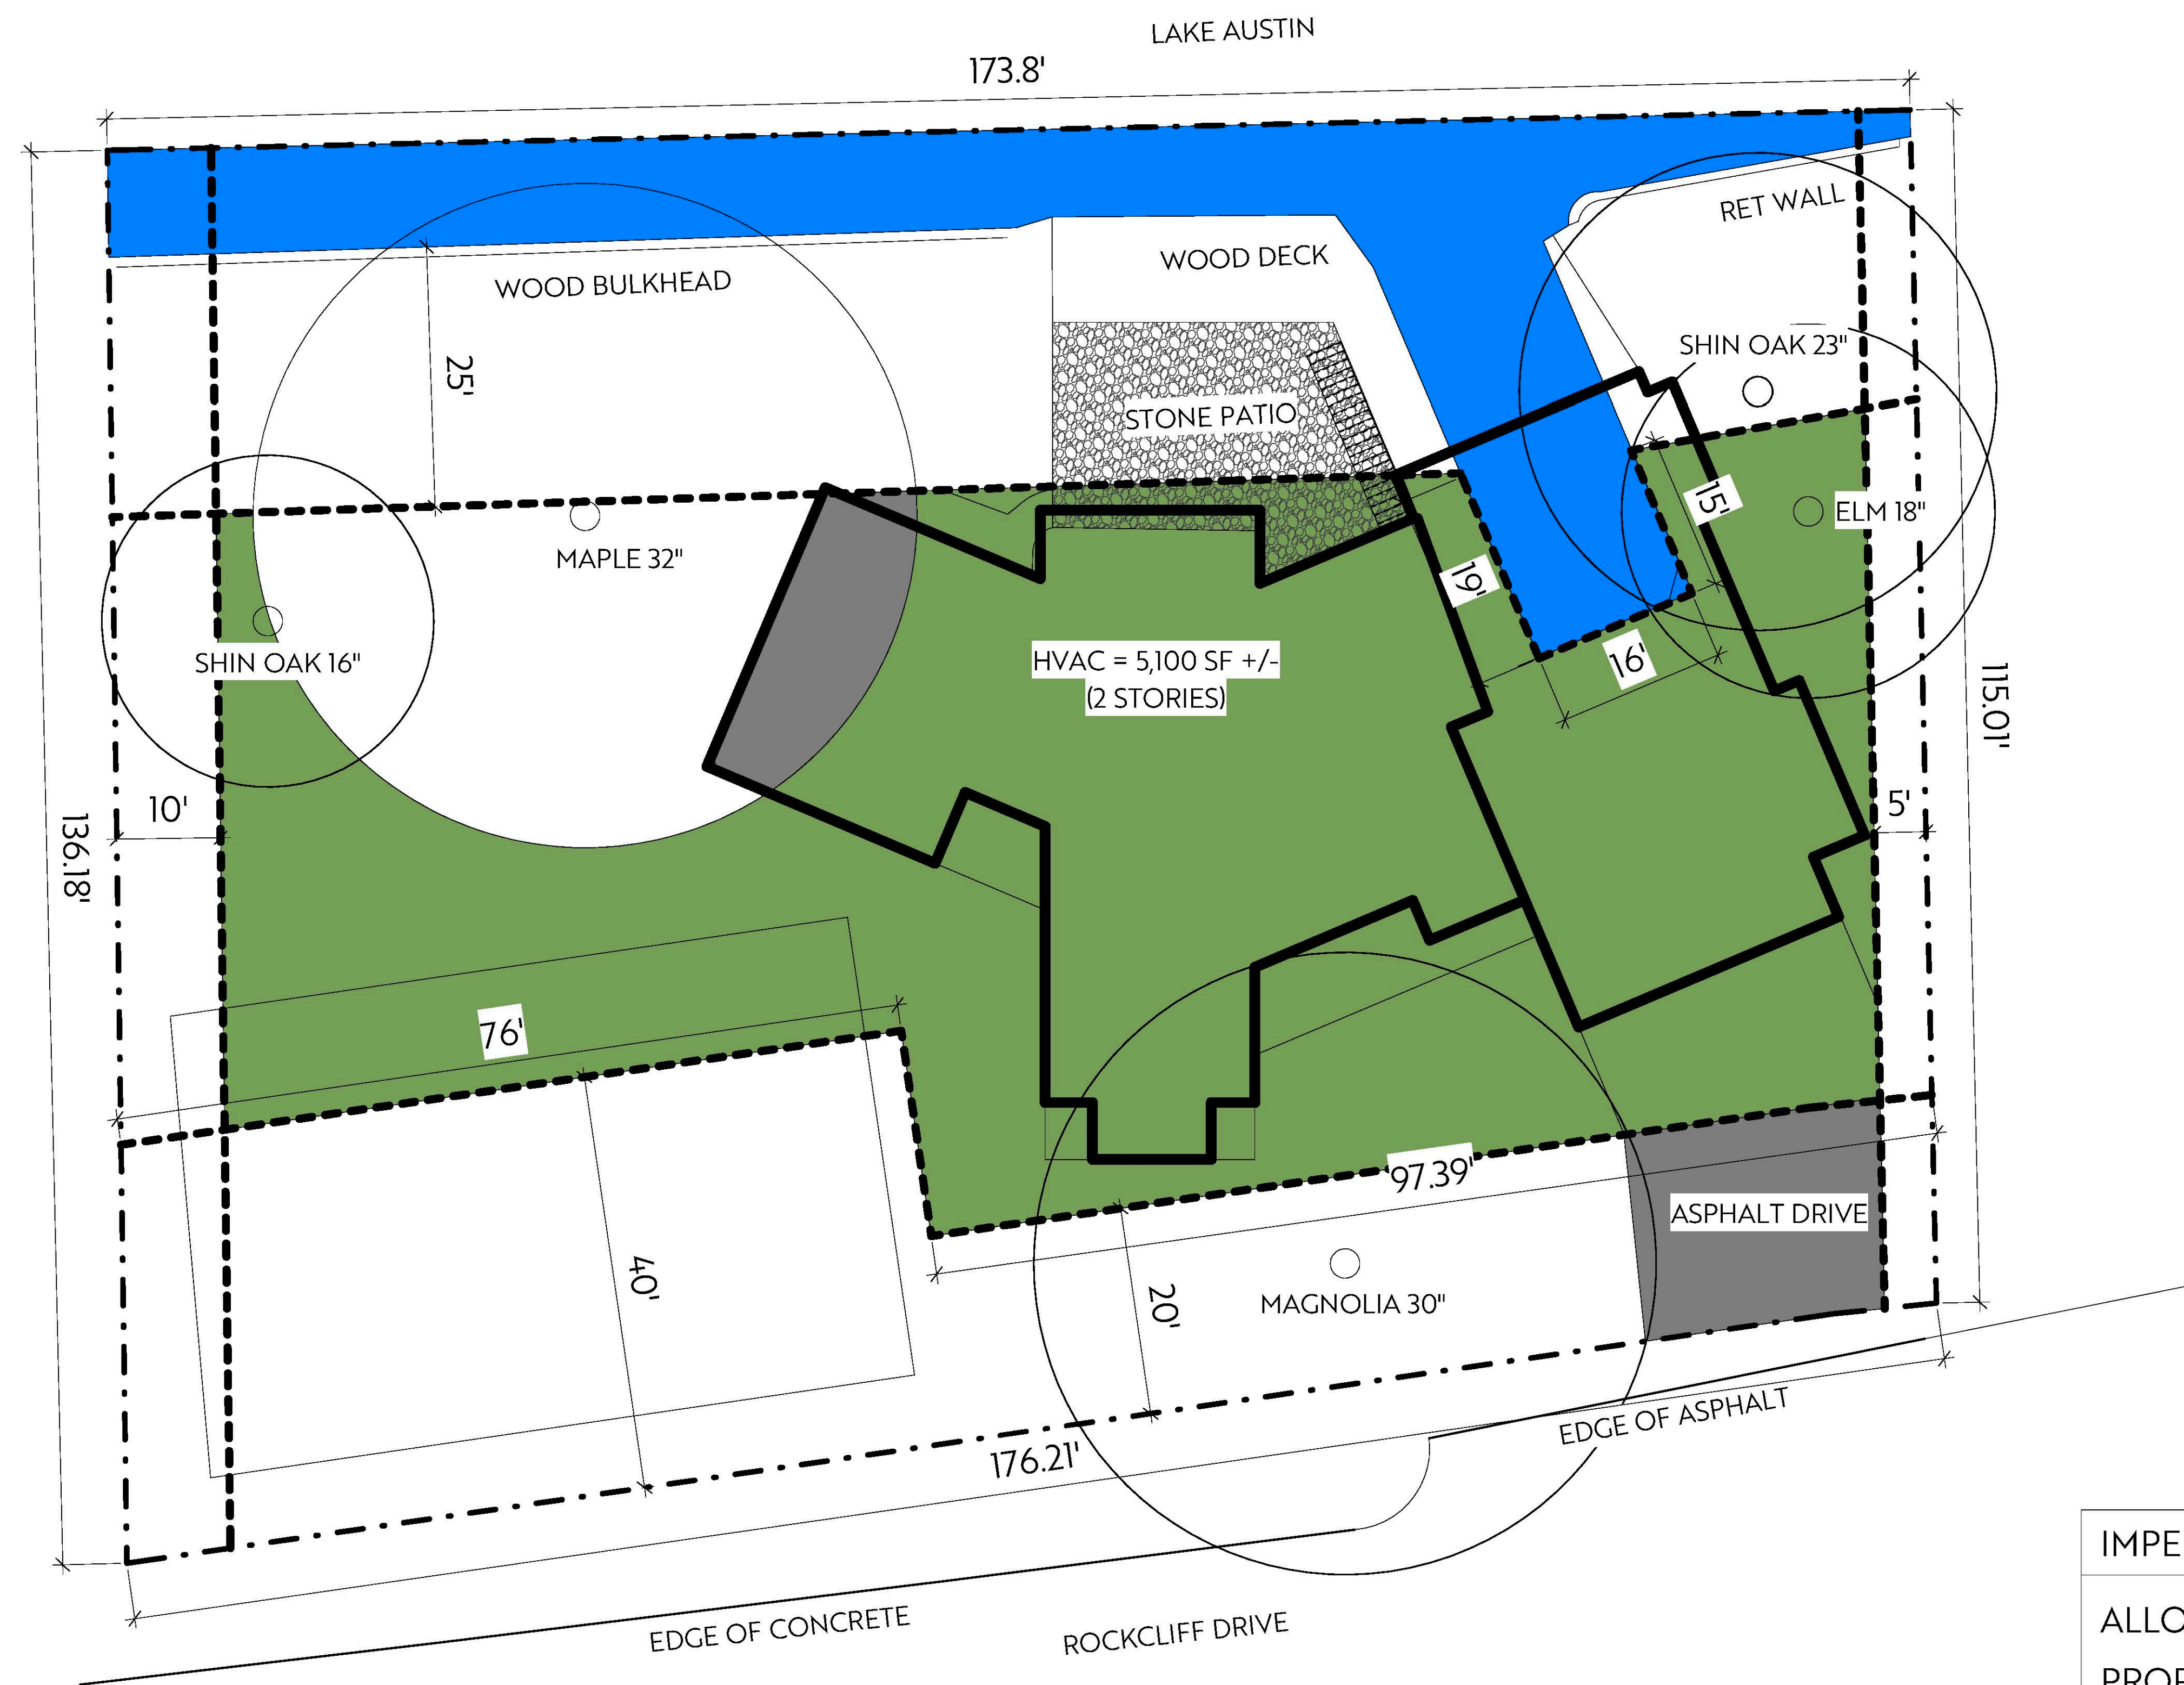 LAKE AUSTIN
173.8'
RET WALL
WOOD DECK
WOOD BULKHEAD
SHIN OAK 23"
25'
STONE PATIO
15'
ELM 18"
MAPLE 32"
19'
HVAC = 5,100 SF +/-
(2 STORIES)
16'
SHIN OAK 16"
115.01'
10'
5'
136.18'
76'
97.39'
ASPHALT DRIVE
40'
20'
MAGNOLIA 30"
EDGE OF ASPHALT
176.21'
IMPE
EDGE OF CONCRETE
ROCKCLIFF DRIVE
ALLO
PROP